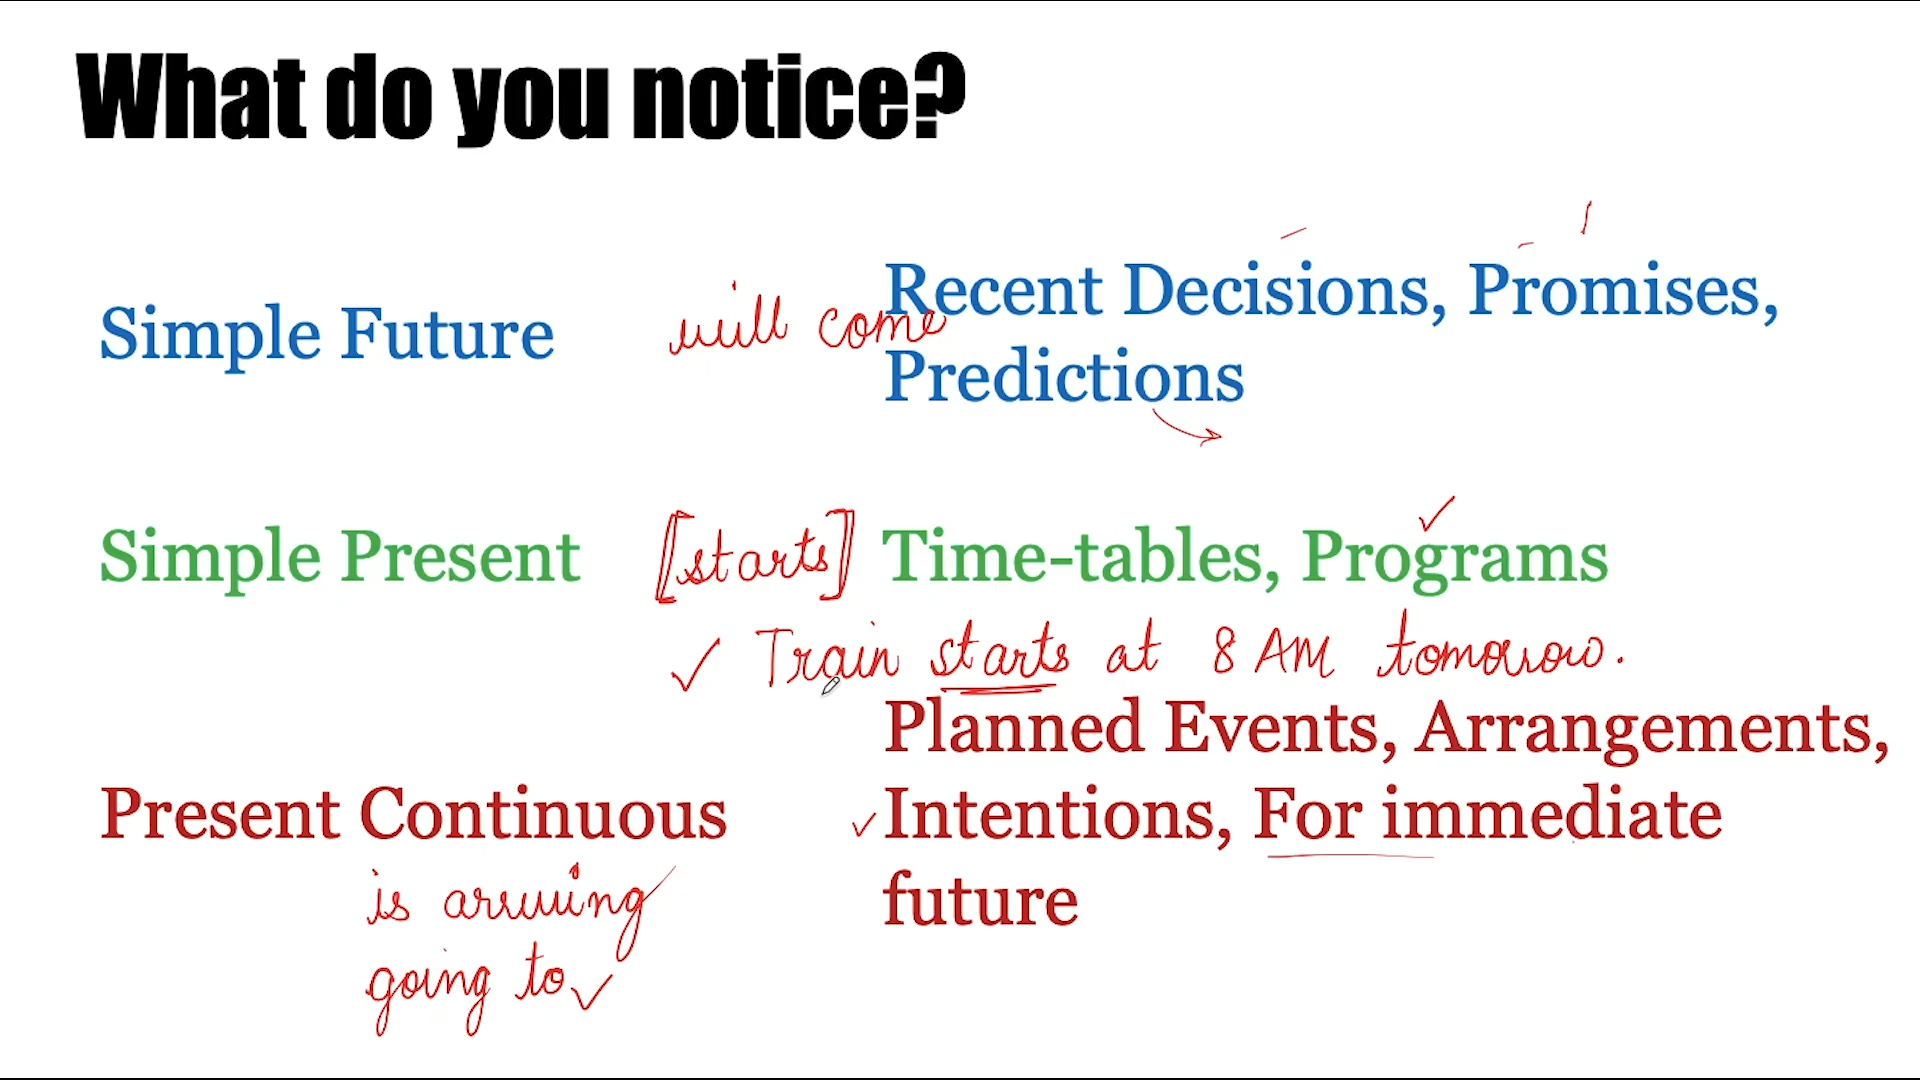 What do you notice?
Simple Future will come Recent Decisions, Promises,
Predictions
Simple Present [starts] Time-tables, Programs
✓ Train starts at 8 AM tomorrow.
Planned Events, Arrangements,
Present Continuous ✓ Intentions, For immediate
is arriving future
going to ✓